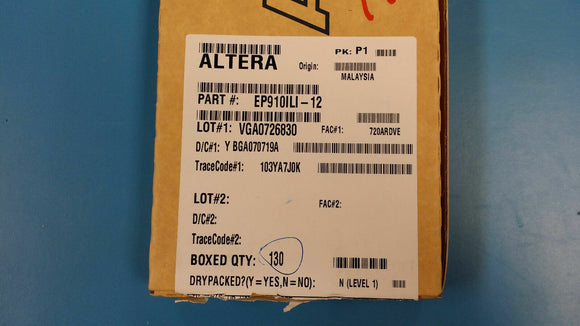 PK: P1
ALTERA
Origin:
MALAYSIA
PART #: EP910ILI-12
LOT#1: VGA0726830 FAC#1: 720ARDVE
D/C#1: Y BGA070719A
TraceCode#1: 103YA7J0K
LOT#2: FAC#2:
D/C#2:
TraceCode#2:
BOXED QTY: 130
DRYPACKED?(Y=YES,N=NO): N (LEVEL 1)